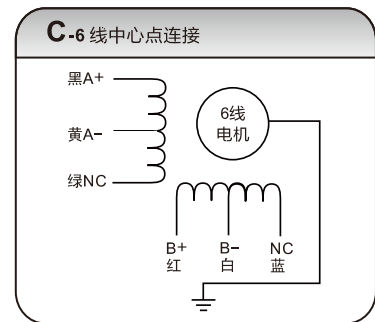 C-6 线中心点连接
黑A+
黄A-
绿NC
6线
电机
B+ B- NC
红 白 蓝